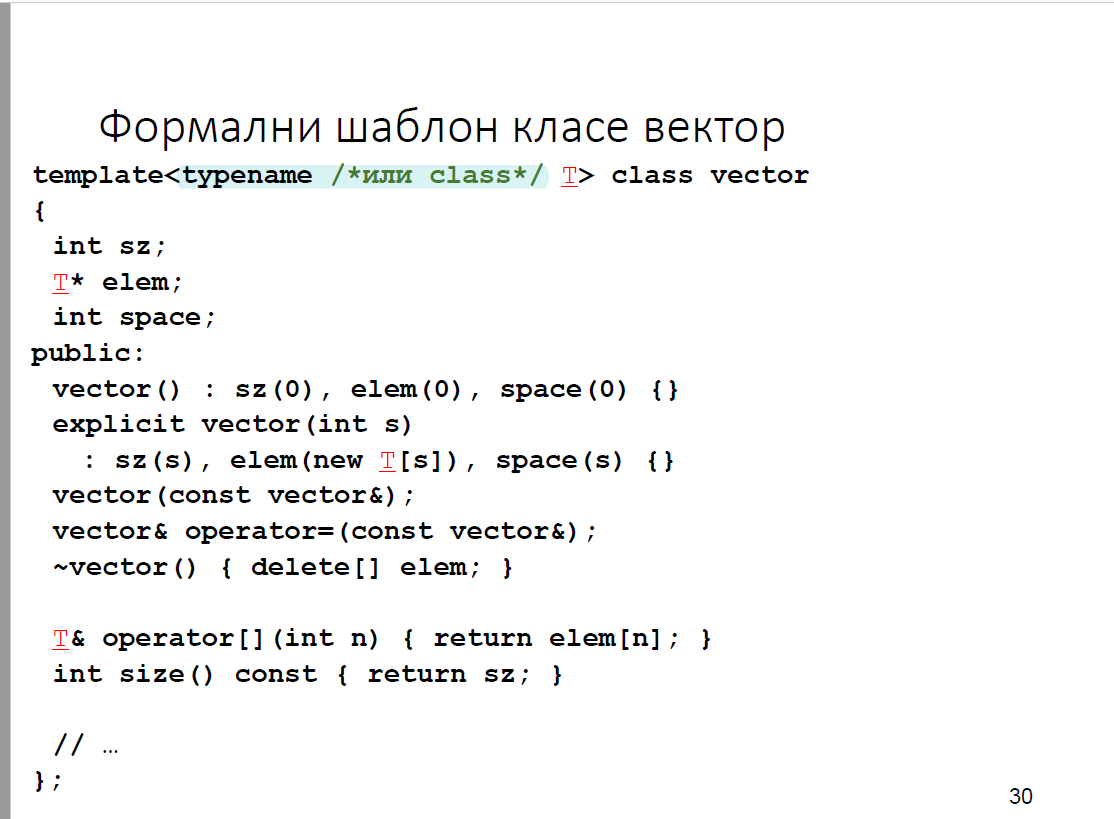 Формални шаблон класе вектор
template<typename /*или class*/ T> class vector
{
int sz;
T* elem;
int space;
public:
vector() : sz(0), elem(0), space(0) {}
explicit vector(int s)
: sz(s), elem(new T[s]), space(s) {}
vector(const vector&);
vector& operator=(const vector&);
~vector() { delete[] elem; }
T& operator[](int n) { return elem[n]; }
int size() const { return sz; }
// …
};
30